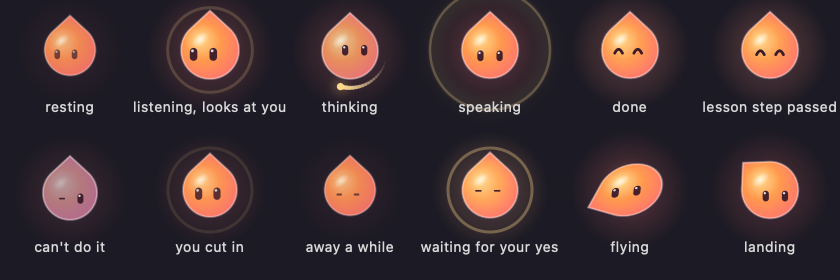 resting
listening, looks at you
thinking
speaking
done
lesson step passed
can't do it
you cut in
away a while
waiting for your yes
flying
landing